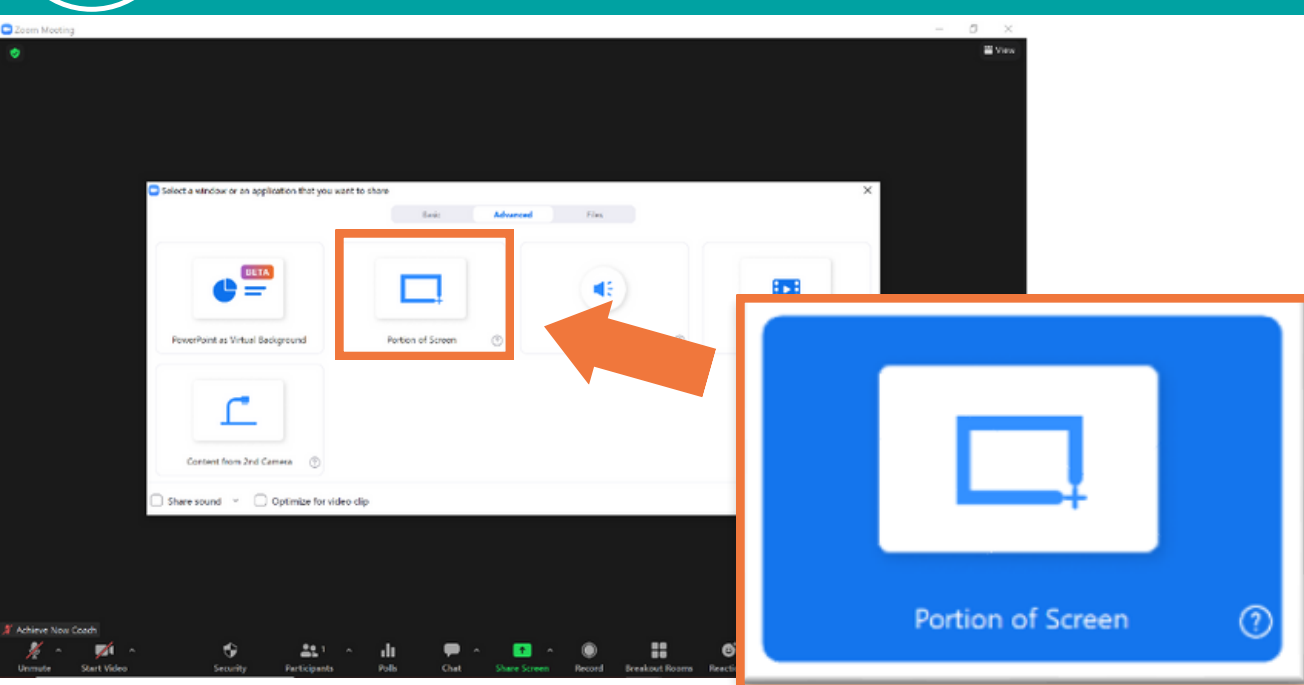 Zoom Meeting
View
Select a window or an application that you want to share
Basic
Advanced
Files
BETA
PowerPoint as Virtual Background
Portion of Screen
Content from 2nd Camera
Share sound
Optimize for video clip
Portion of Screen
Achieve Now Coach
1
Unmute
Start Video
Security
Participants
Polls
Chat
Share Screen
Record
Breakout Rooms